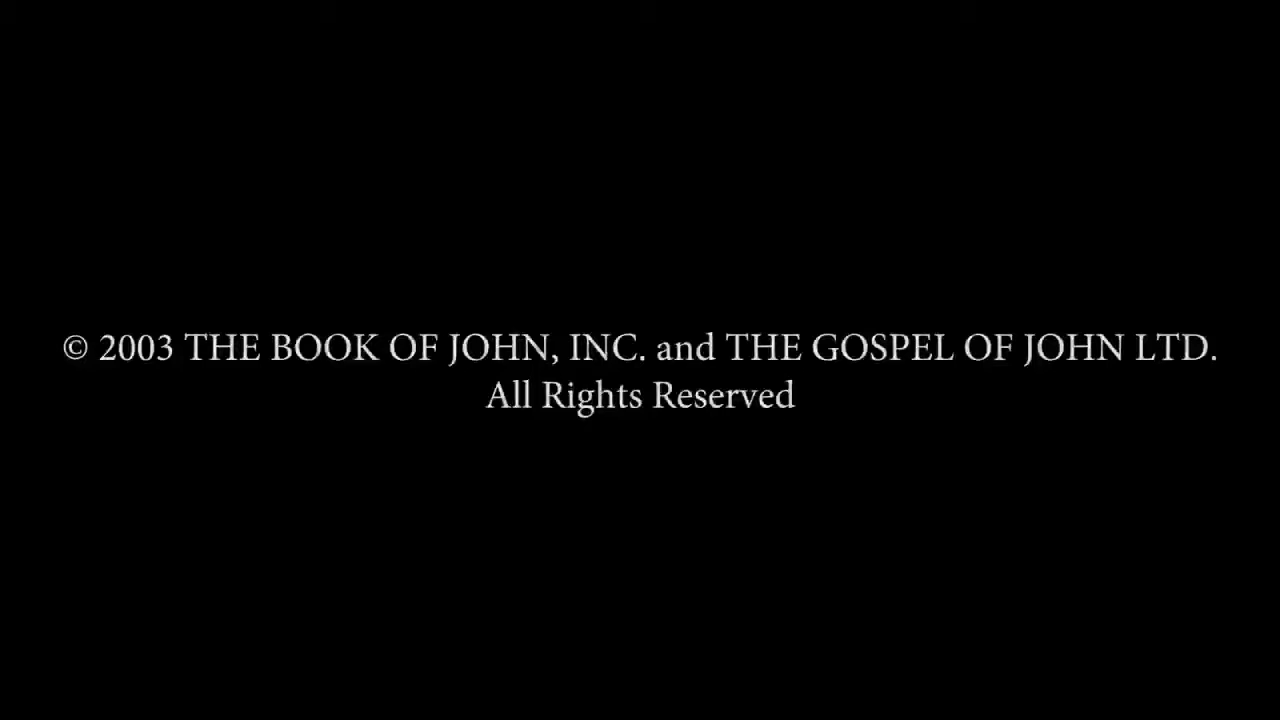 © 2003 THE BOOK OF JOHN, INC. and THE GOSPEL OF JOHN LTD.
All Rights Reserved